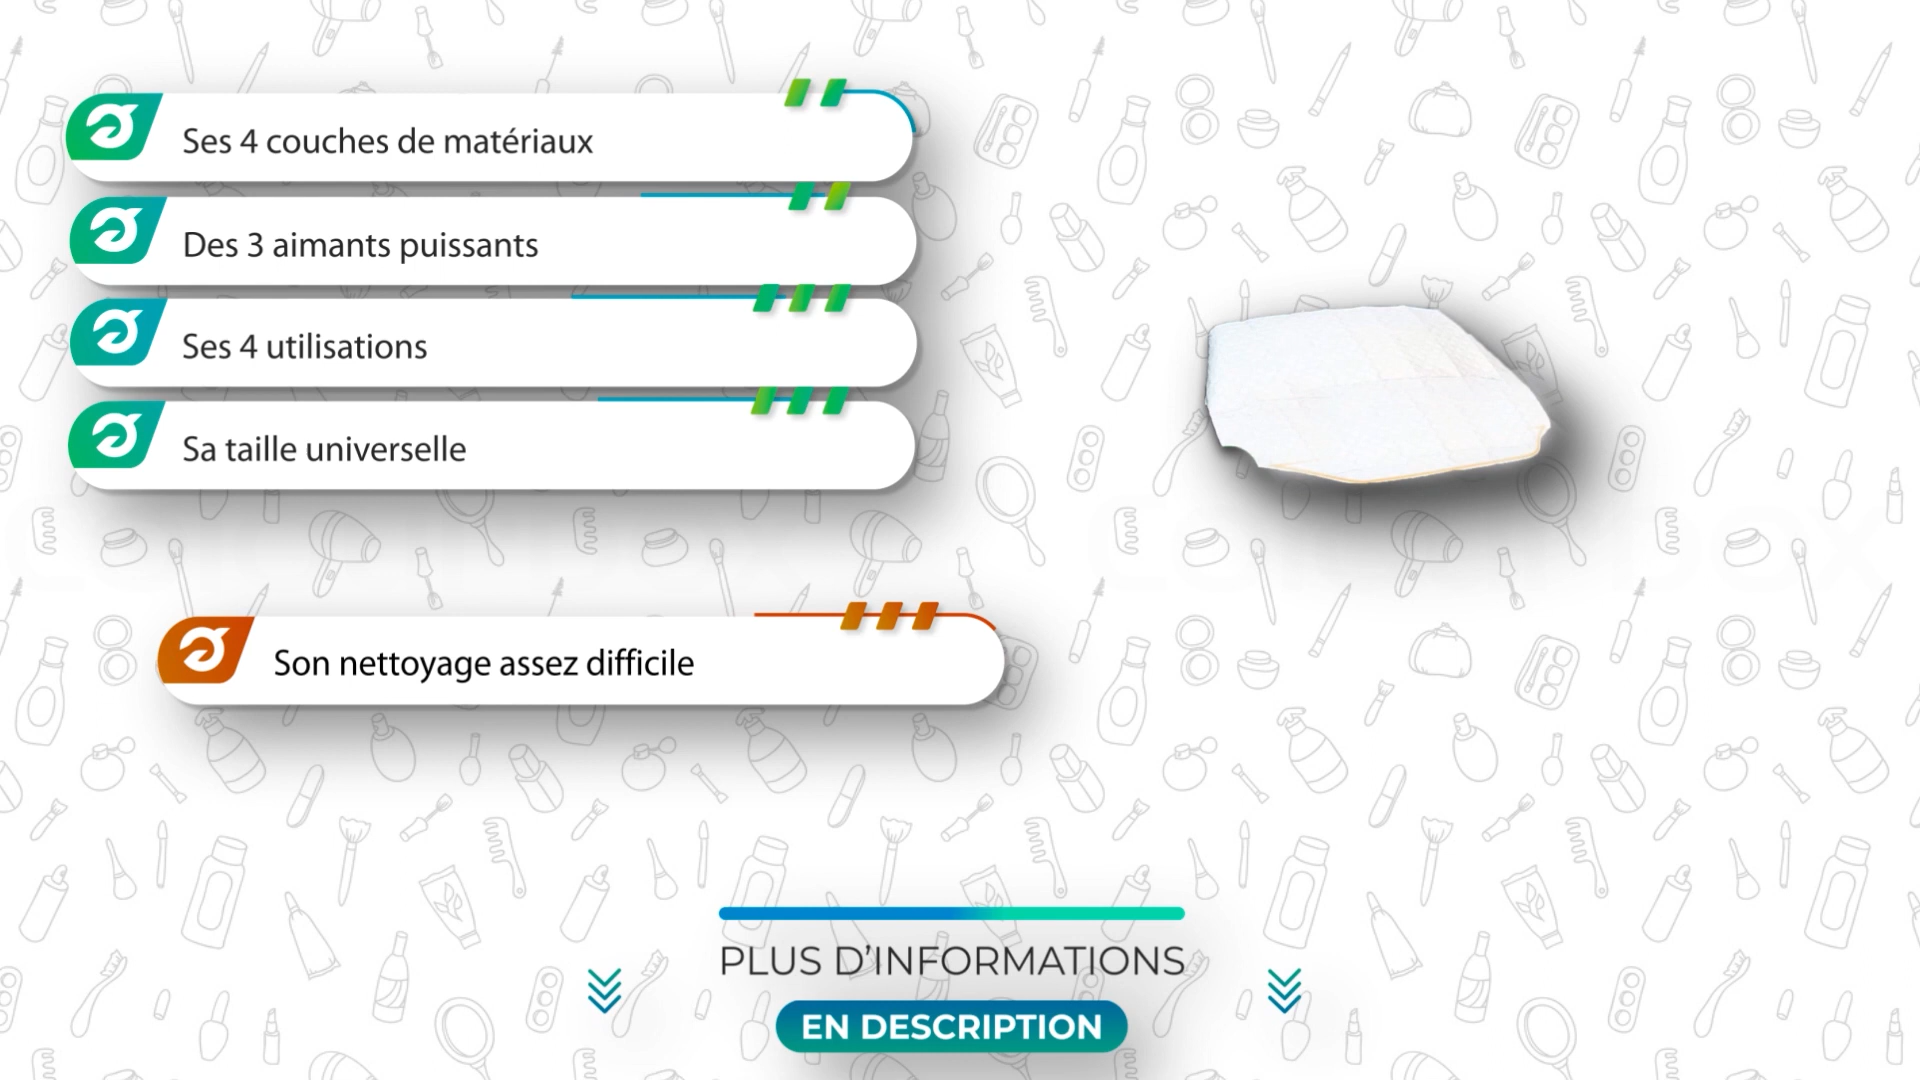 Ses 4 couches de matériaux
Des 3 aimants puissants
Ses 4 utilisations
Sa taille universelle
Son nettoyage assez difficile
PLUS D’INFORMATIONS
EN DESCRIPTION